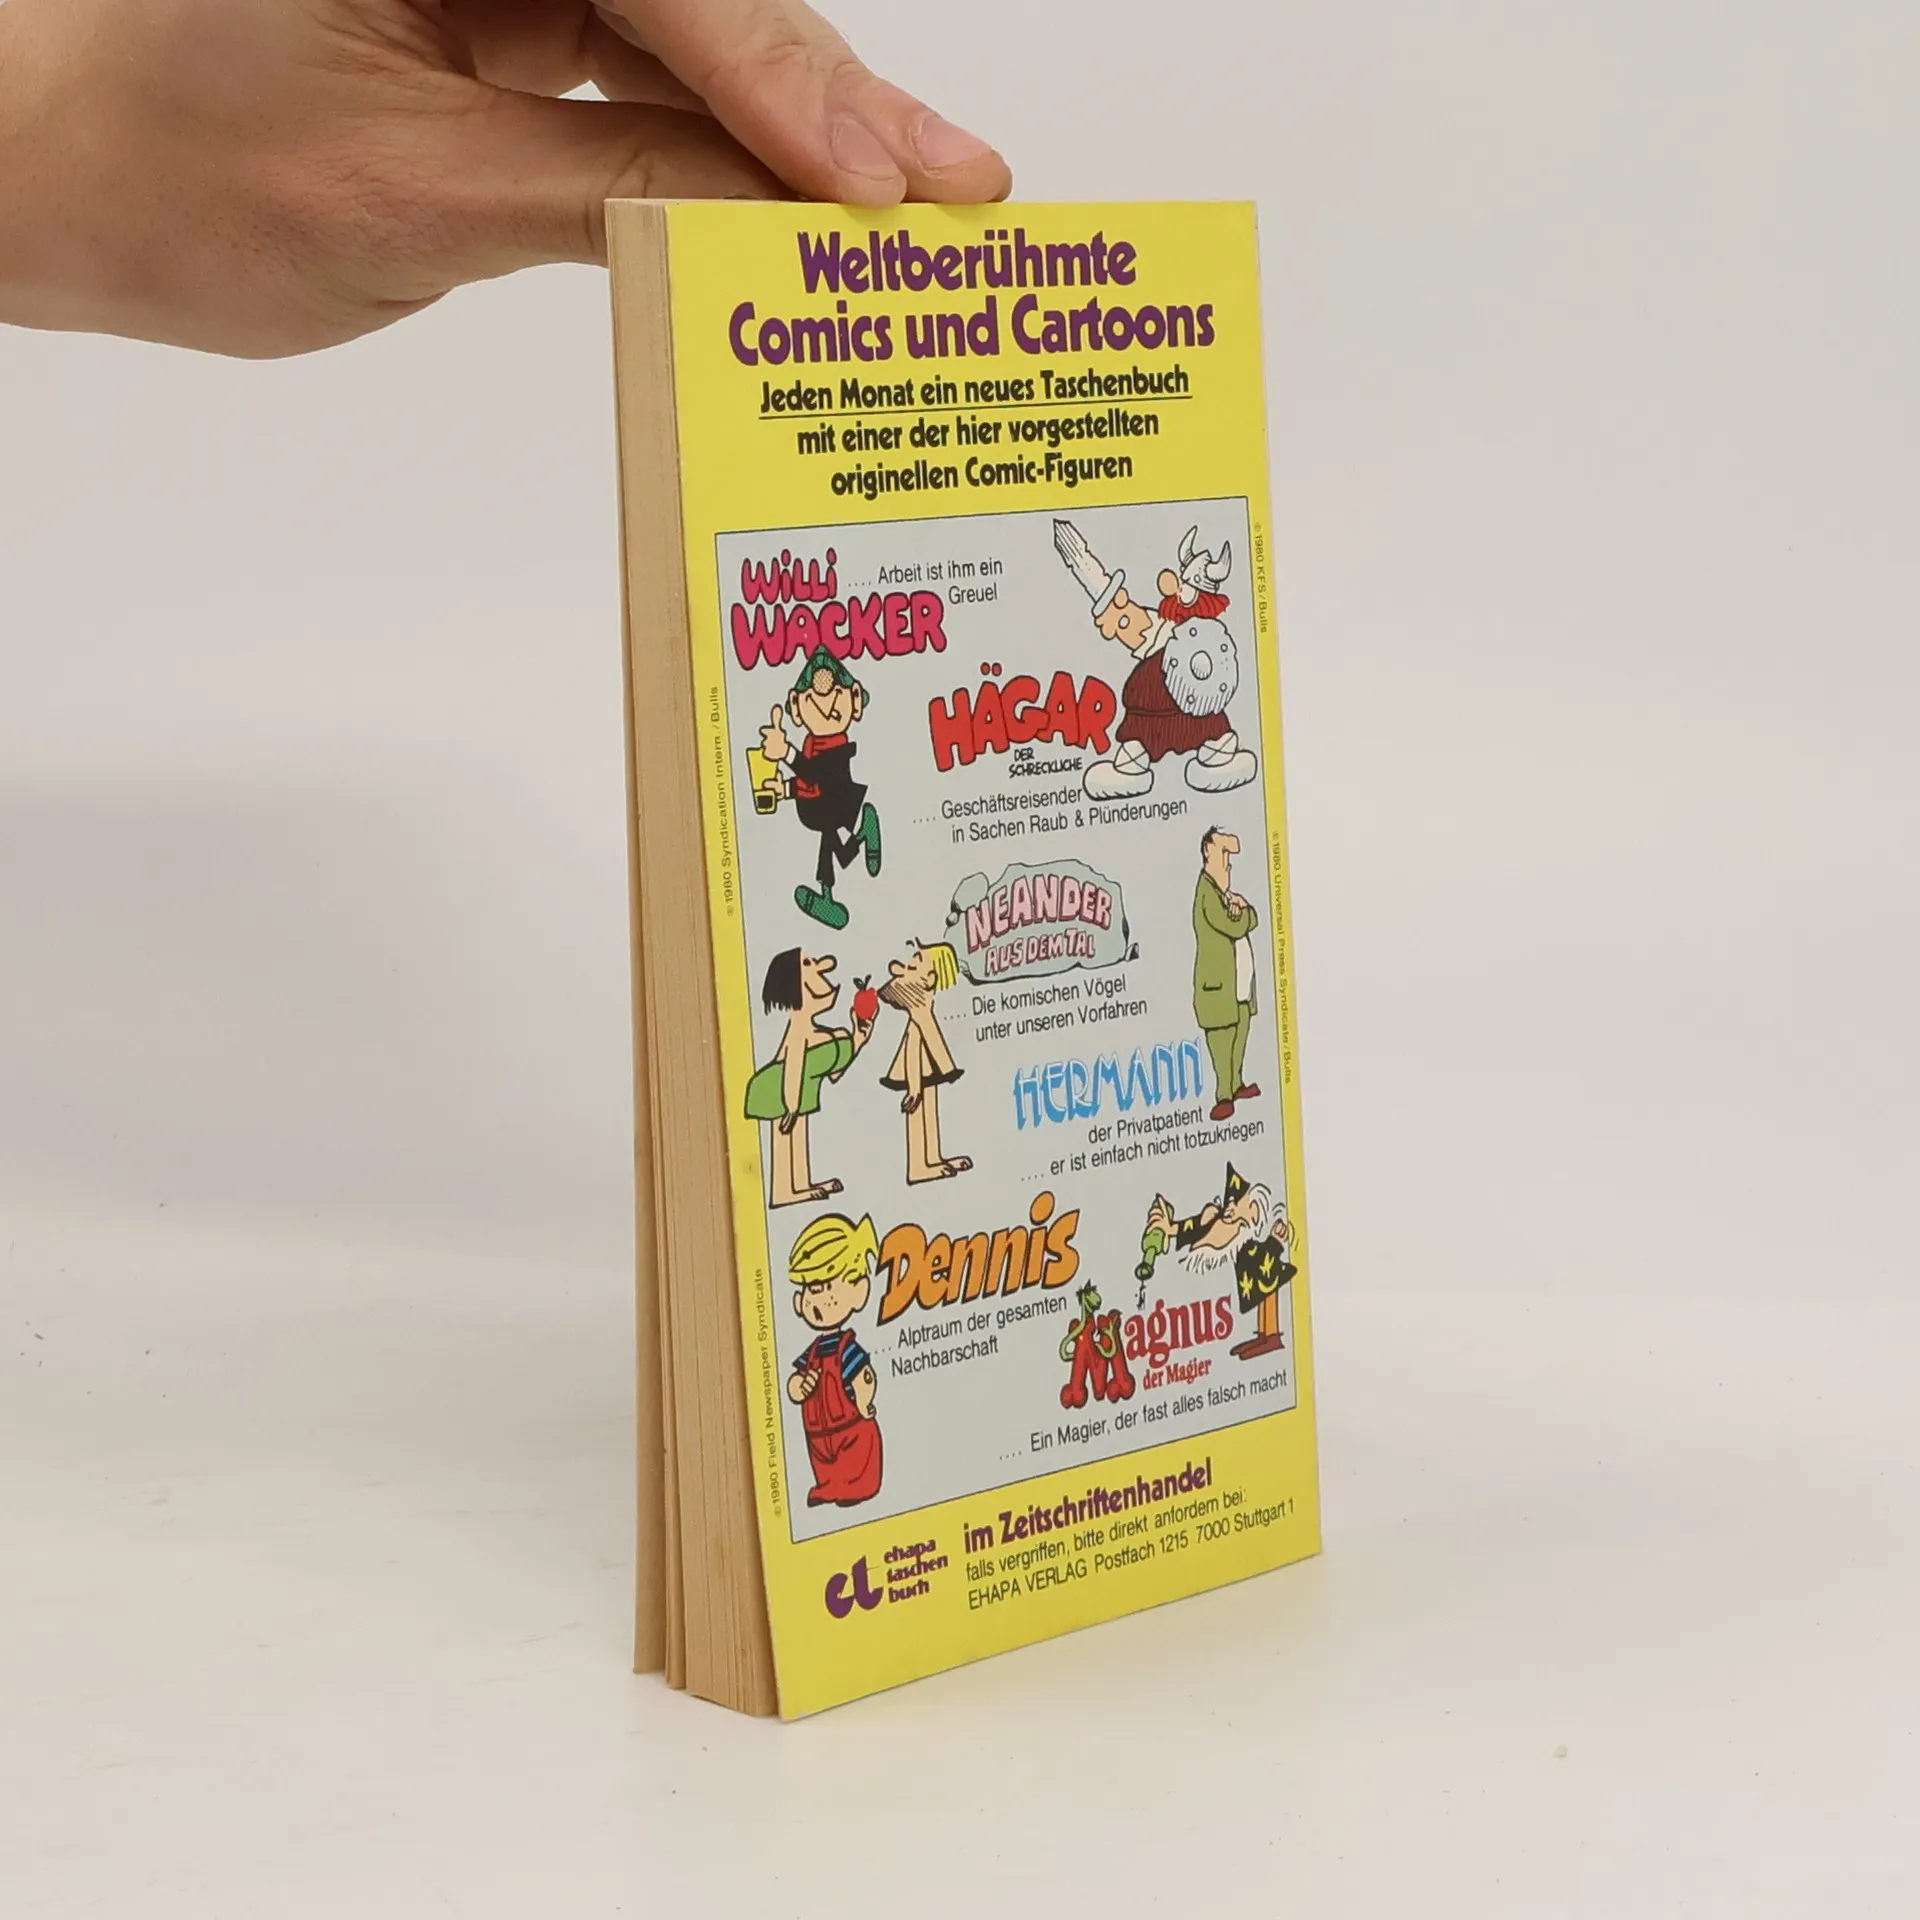 Weltberühmte
Comics und Cartoons
Jeden Monat ein neues Taschenbuch
mit einer der hier vorgestellten
originellen Comic-Figuren
WiLLi
WACKER
.... Arbeit ist ihm ein
Greuel
© 1980 KFS / Bulls
HÄGAR
DER
SCHRECKLICHE
.... Geschäftsreisender
in Sachen Raub & Plünderungen
© 1980 Syndication Intern. / Bulls
NEANDER
AUS DEM TAL
.... Die komischen Vögel
unter unseren Vorfahren
© 1980 Universal Press Syndicate / Bulls
HERMANN
der Privatpatient
.... er ist einfach nicht totzukriegen
Dennis
.... Alptraum der gesamten
Nachbarschaft
© 1980 Field Newspaper Syndicate
Magnus
der Magier
.... Ein Magier, der fast alles falsch macht
et ehapa
taschen
buch
im Zeitschriftenhandel
falls vergriffen, bitte direkt anfordern bei:
EHAPA VERLAG Postfach 1215 7000 Stuttgart 1